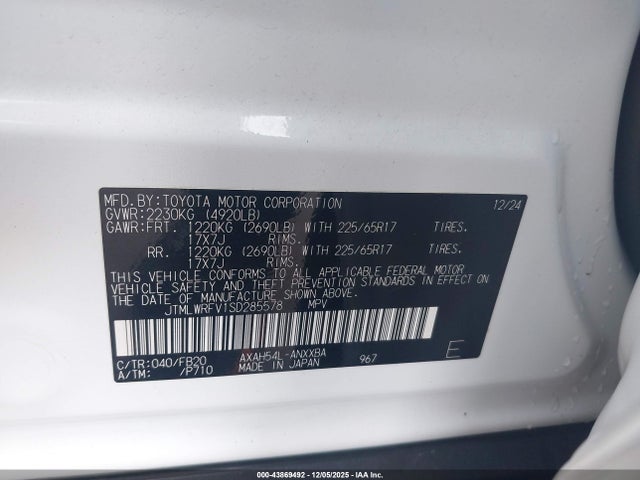 MFD.BY:TOYOTA MOTOR CORPORATION 12/24
GVWR:2230KG (4920LB)
GAWR:FRT. 1220KG (2690LB) WITH 225/65R17 TIRES.
17X7J RIMS.
RR. 1220KG (2690LB) WITH 225/65R17 TIRES.
17X7J RIMS.
THIS VEHICLE CONFORMS TO ALL APPLICABLE FEDERAL MOTOR
VEHICLE SAFETY AND THEFT PREVENTION STANDARDS IN EFFECT ON
THE DATE OF MANUFACTURE SHOWN ABOVE.
JTMLWRFV1SD285578 MPV
C/TR:040/FB20 AXAH54L-ANXXBA 967 E
A/TM: /P710 MADE IN JAPAN
000-43869492 - 12/05/2025 - IAA, Inc.